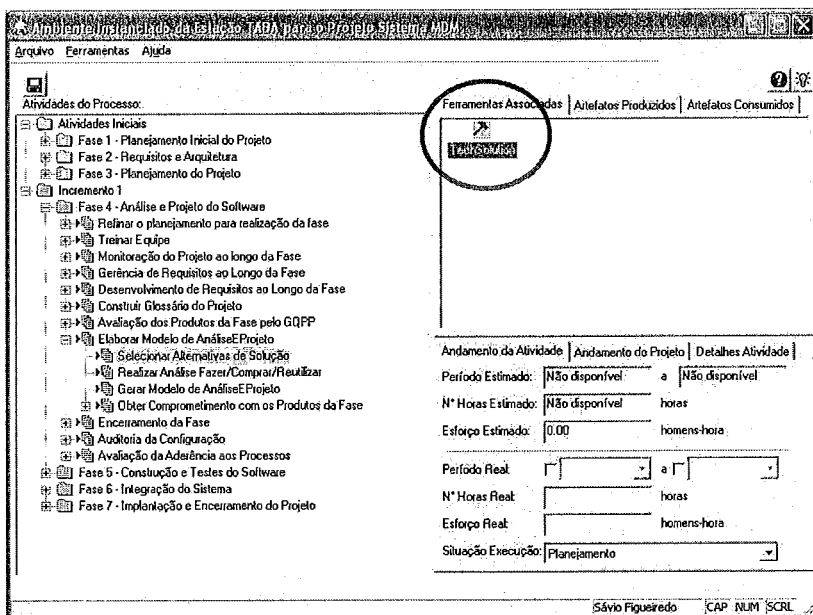 Ambiente Instanciado da Estação TABA para o Projeto Sistema MDM
Arquivo Ferramentas Ajuda
Atividades do Processo:
Atividades Iniciais
Fase 1 - Planejamento Inicial do Projeto
Fase 2 - Requisitos e Arquitetura
Fase 3 - Planejamento do Projeto
Incremento 1
Fase 4 - Análise e Projeto do Software
Refinar o planejamento para realização da fase
Treinar Equipe
Monitoração do Projeto ao longo da Fase
Gerência de Requisitos ao Longo da Fase
Desenvolvimento de Requisitos ao Longo da Fase
Construir Glossário do Projeto
Avaliação dos Produtos da Fase pelo GQPP
Elaborar Modelo de AnáliseEProjeto
Selecionar Alternativas de Solução
Realizar Análise Fazer/Comprar/Reutilizar
Gerar Modelo de AnáliseEProjeto
Obter Comprometimento com os Produtos da Fase
Encerramento da Fase
Auditoria da Configuração
Avaliação da Aderência aos Processos
Fase 5 - Construção e Testes do Software
Fase 6 - Integração do Sistema
Fase 7 - Implantação e Encerramento do Projeto
Ferramentas Associadas Artefatos Produzidos Artefatos Consumidos
Andamento da Atividade Andamento do Projeto Detalhes Atividade
Período Estimado: Não disponível a Não disponível
N° Horas Estimado: Não disponível horas
Esforço Estimado: 0.00 homens-hora
Período Real: a
N° Horas Real: horas
Esforço Real: homens-hora
Situação Execução: Planejamento
Sávio Figueiredo CAP NUM SCRL